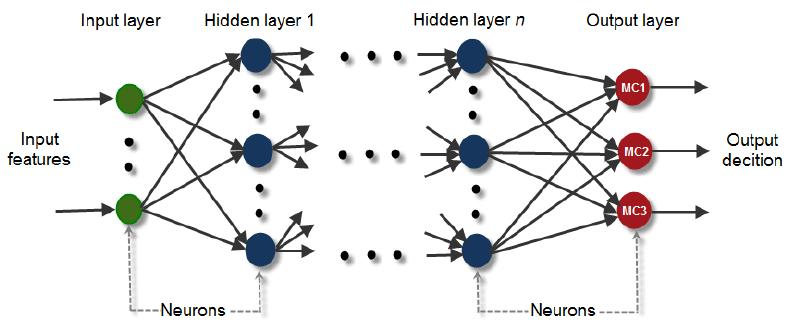 Input layer
Hidden layer 1
Hidden layer n
Output layer
Input
features
MC1
MC2
MC3
Output
decition
Neurons
Neurons